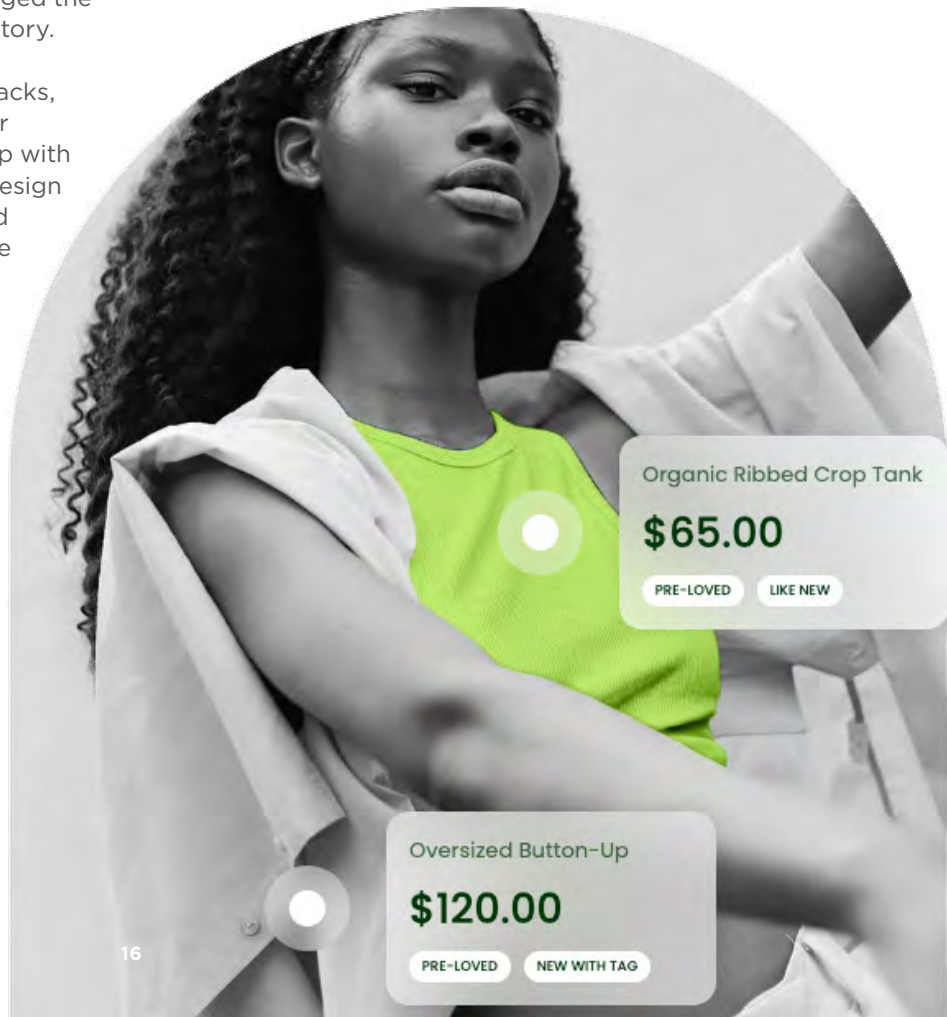 tory.
acks,
r
p with
esign
d
e
Organic Ribbed Crop Tank
$65.00
PRE-LOVED LIKE NEW
Oversized Button-Up
$120.00
PRE-LOVED NEW WITH TAG
16